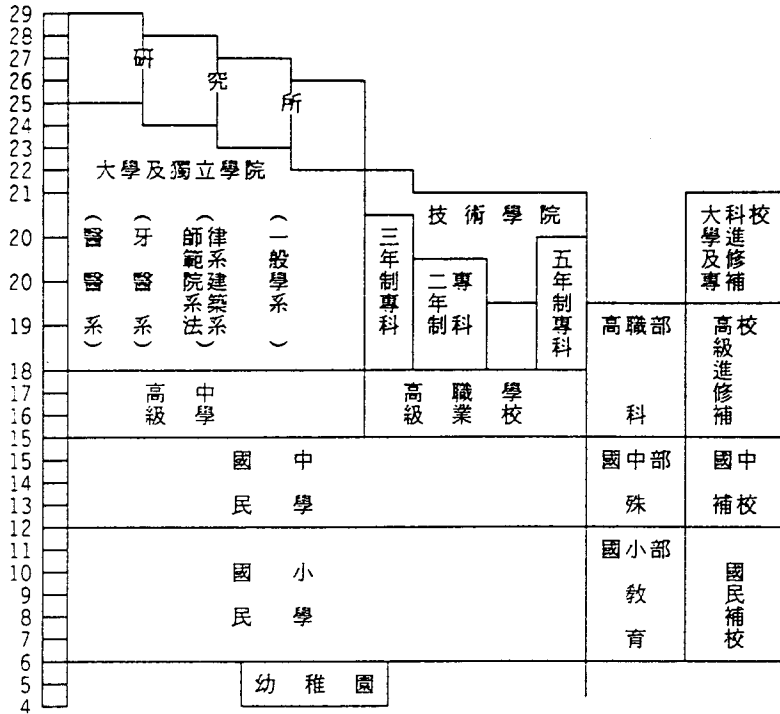 29
28
27
26
25
24
23
22
21
20
20
19
18
17
16
15
15
14
13
12
11
10
9
8
7
6
5
4
研究所
大學及獨立學院
（醫醫系）
（牙醫系）
（師範院系法律系建築系）
（一般學系）
技術學院
三年制專科
二年制專科
五年制專科
大學及專科進修補校
高級中學
高級職業學校
高職部
科
高級進修補校
國民中學
國中部
殊
國中補校
國民小學
國小部
教育
國民補校
幼稚園